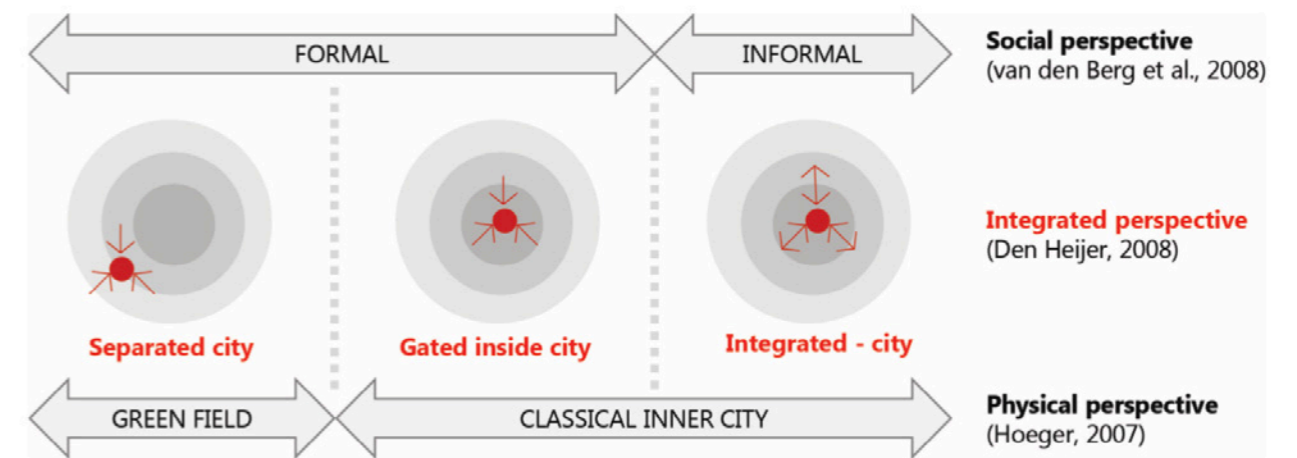 FORMAL
INFORMAL
Social perspective
(van den Berg et al., 2008)
Integrated perspective
(Den Heijer, 2008)
Separated city
Gated inside city
Integrated - city
GREEN FIELD
CLASSICAL INNER CITY
Physical perspective
(Hoeger, 2007)